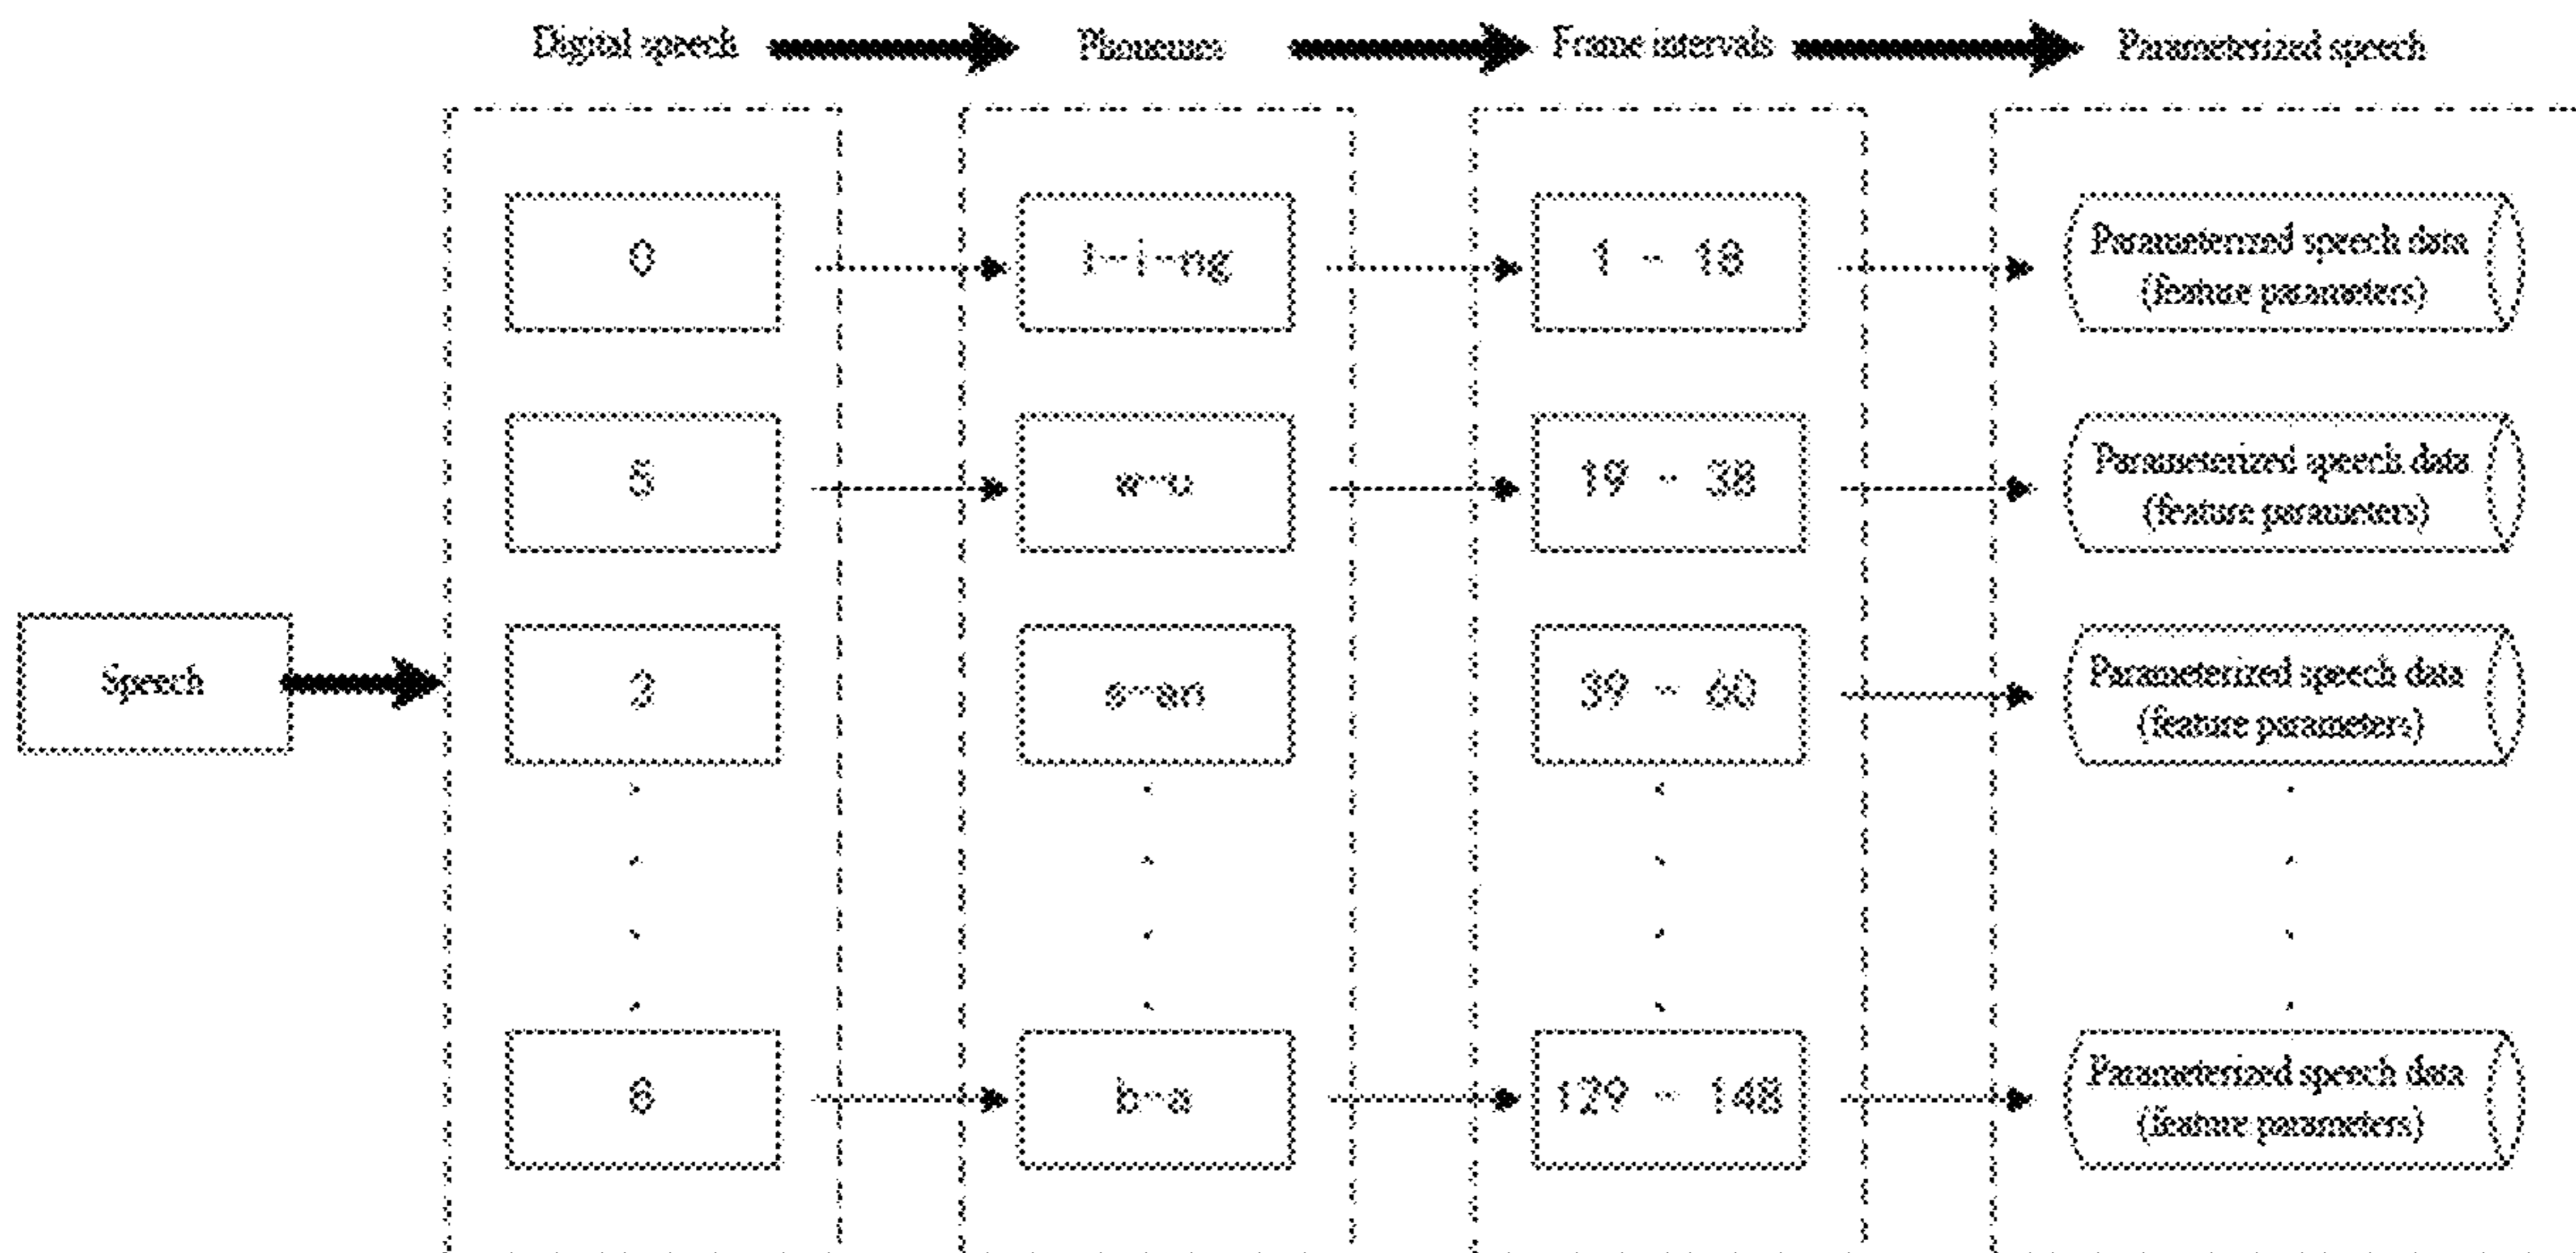 Digital speech
Phonemes
Frame intervals
Parameterized speech
0
l-i-ng
1 - 18
Parameterized speech data
(feature parameters)
5
w-u
19 - 38
Parameterized speech data
(feature parameters)
Speech
s-an
39 - 60
Parameterized speech data
(feature parameters)
b-a
129 - 148
Parameterized speech data
(feature parameters)